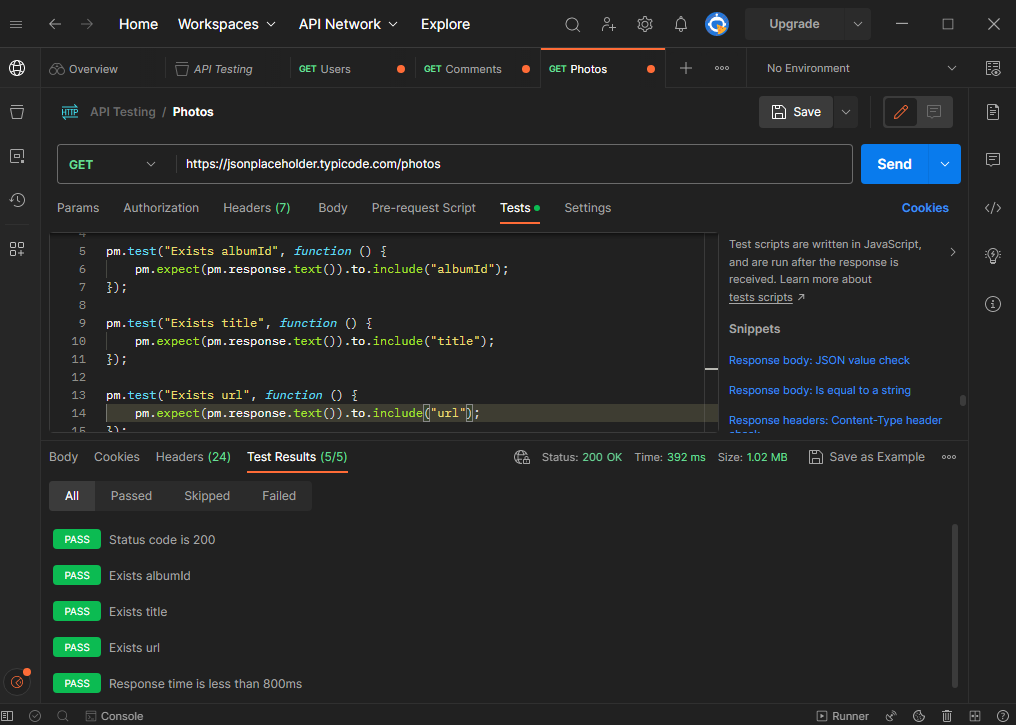 Home Workspaces API Network Explore Upgrade
Overview API Testing GET Users GET Comments GET Photos No Environment
HTTP API Testing / Photos Save
GET https://jsonplaceholder.typicode.com/photos Send
Params Authorization Headers (7) Body Pre-request Script Tests Settings Cookies
4
5 pm.test("Exists albumId", function () {
6 pm.expect(pm.response.text()).to.include("albumId");
7 });
8
9 pm.test("Exists title", function () {
10 pm.expect(pm.response.text()).to.include("title");
11 });
12
13 pm.test("Exists url", function () {
14 pm.expect(pm.response.text()).to.include("url");
15 });
Test scripts are written in JavaScript,
and are run after the response is
received. Learn more about
tests scripts ↗
Snippets
Response body: JSON value check
Response body: Is equal to a string
Response headers: Content-Type header
check
Body Cookies Headers (24) Test Results (5/5) Status: 200 OK Time: 392 ms Size: 1.02 MB Save as Example
All Passed Skipped Failed
PASS Status code is 200
PASS Exists albumId
PASS Exists title
PASS Exists url
PASS Response time is less than 800ms
Console Runner